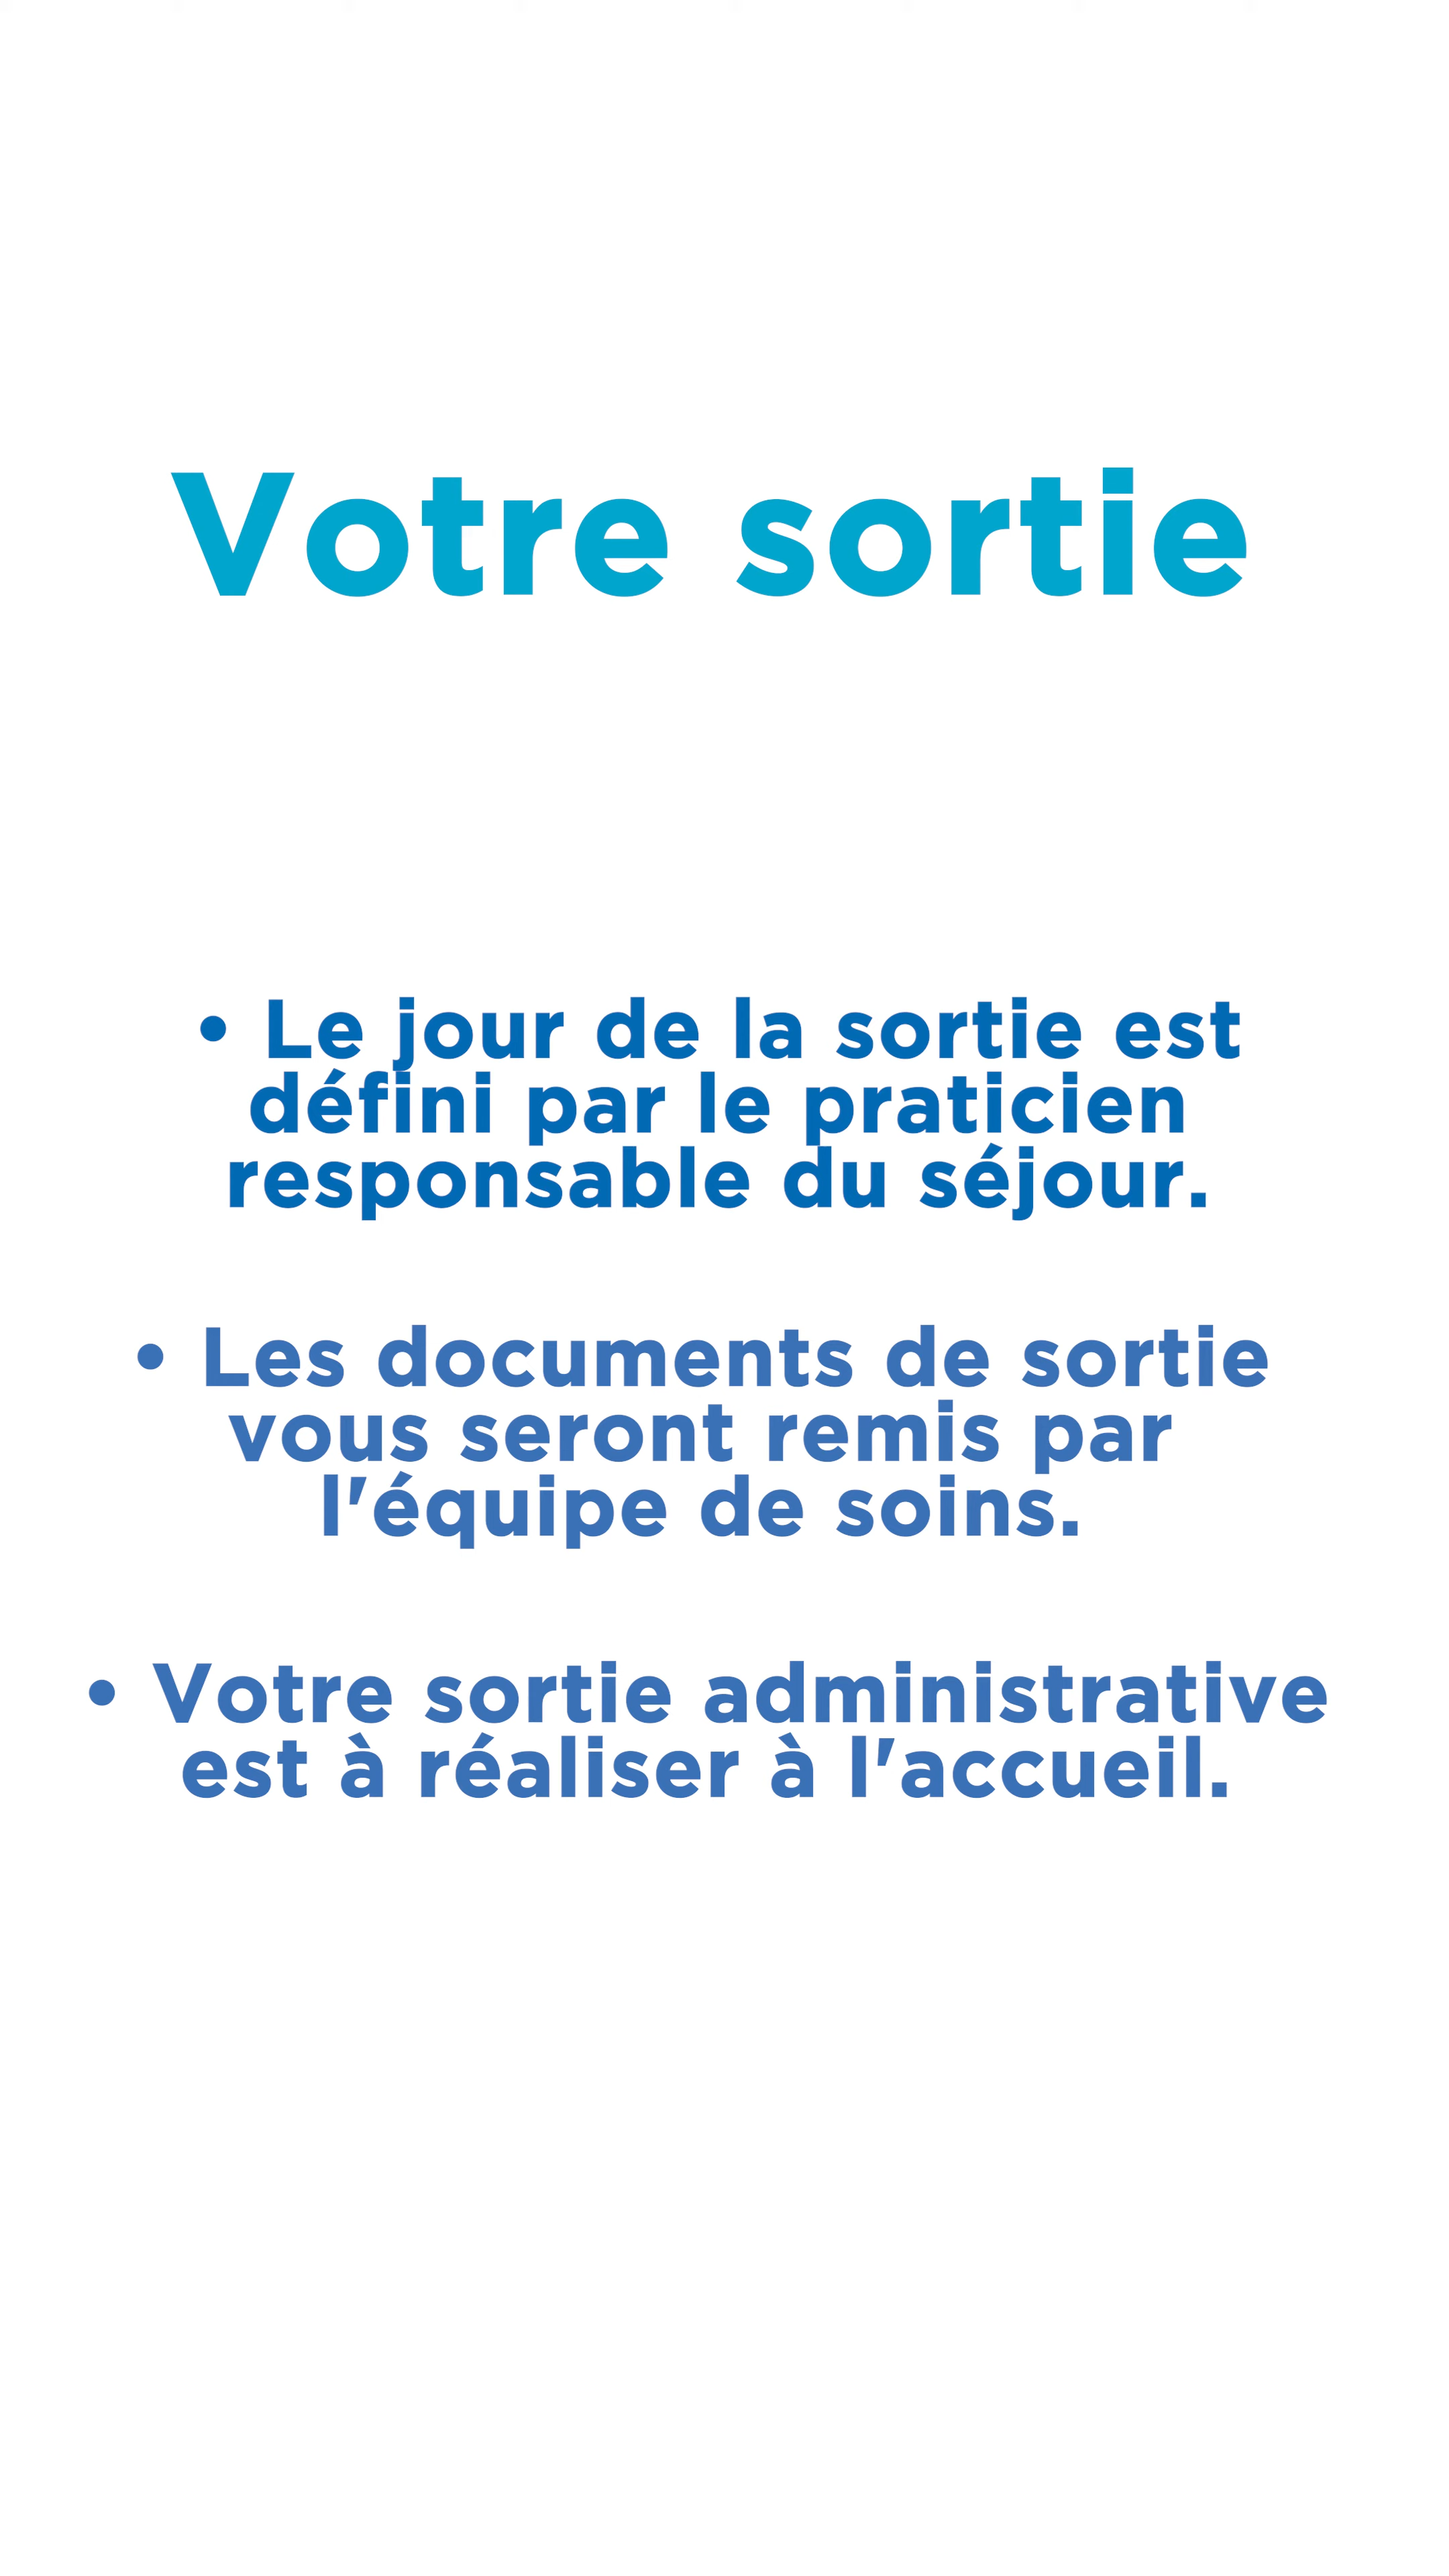 Votre sortie
• Le jour de la sortie est
défini par le praticien
responsable du séjour.
• Les documents de sortie
vous seront remis par
l'équipe de soins.
• Votre sortie administrative
est à réaliser à l'accueil.